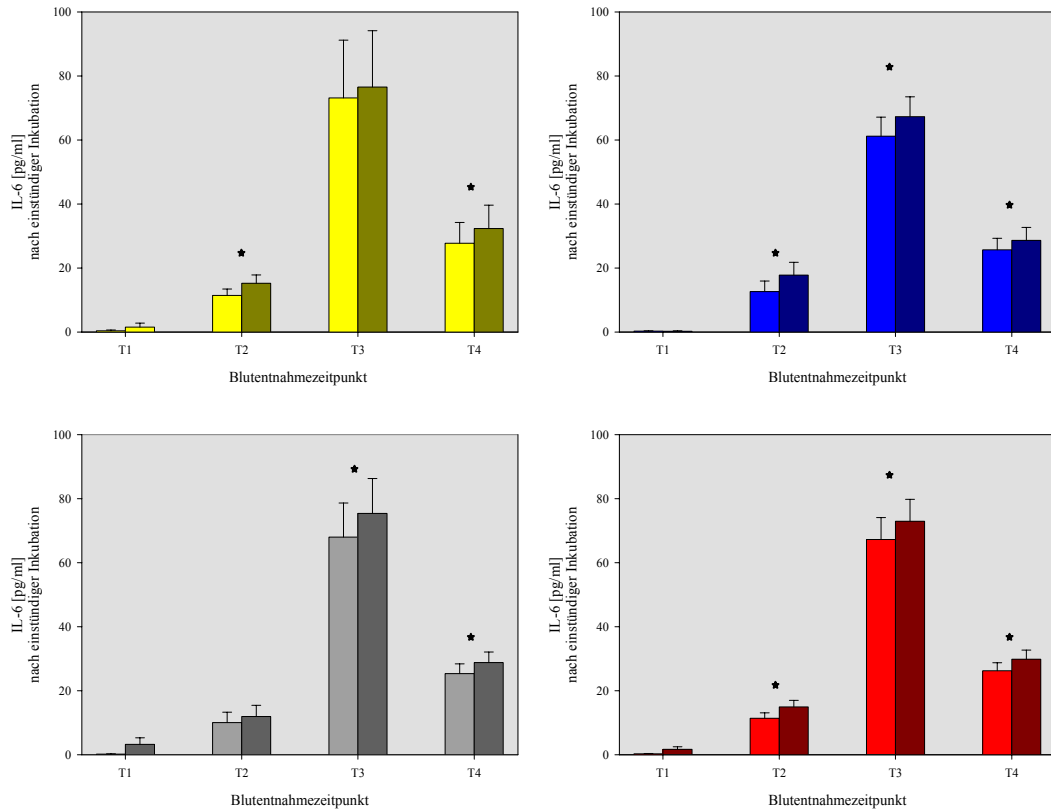 IL-6 [pg/ml]
nach einstündiger Inkubation
100
80
60
40
20
0
T1 T2 T3 T4
Blutentnahmezeitpunkt
IL-6 [pg/ml]
nach einstündiger Inkubation
100
80
60
40
20
0
T1 T2 T3 T4
Blutentnahmezeitpunkt
IL-6 [pg/ml]
nach einstündiger Inkubation
100
80
60
40
20
0
T1 T2 T3 T4
Blutentnahmezeitpunkt
IL-6 [pg/ml]
nach einstündiger Inkubation
100
80
60
40
20
0
T1 T2 T3 T4
Blutentnahmezeitpunkt